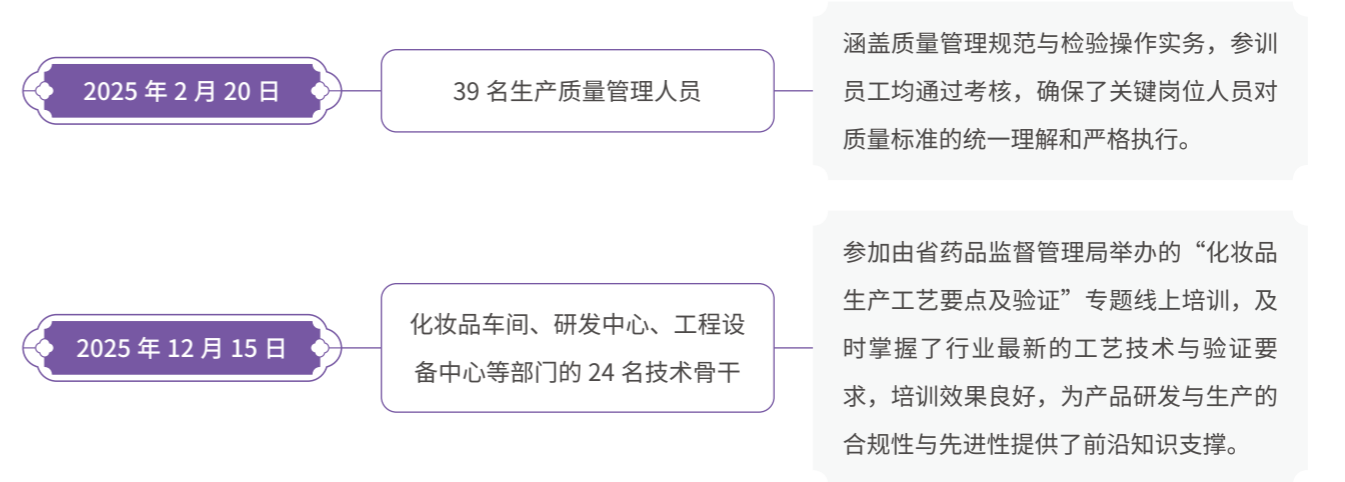 2025 年 2 月 20 日
39 名生产质量管理人员
涵盖质量管理规范与检验操作实务，参训
员工均通过考核，确保了关键岗位人员对
质量标准的统一理解和严格执行。
2025 年 12 月 15 日
化妆品车间、研发中心、工程设
备中心等部门的 24 名技术骨干
参加由省药品监督管理局举办的“化妆品
生产工艺要点及验证”专题线上培训，及
时掌握了行业最新的工艺技术与验证要
求，培训效果良好，为产品研发与生产的
合规性与先进性提供了前沿知识支撑。